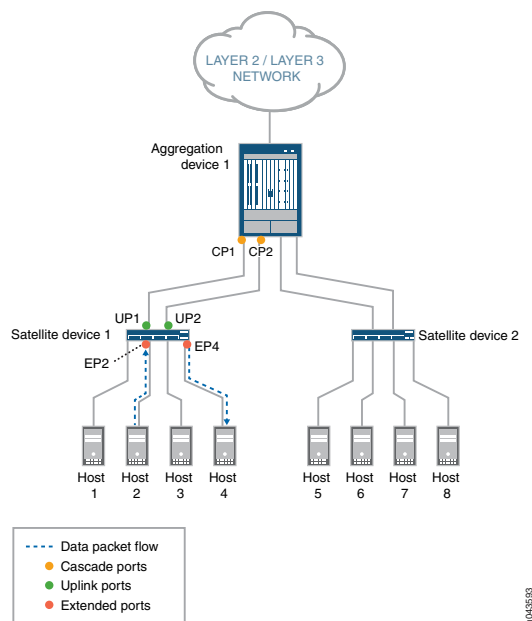 LAYER 2 / LAYER 3
NETWORK
Aggregation
device 1
CP1
CP2
UP1
UP2
Satellite device 1
Satellite device 2
EP2
EP4
Host
1
Host
2
Host
3
Host
4
Host
5
Host
6
Host
7
Host
8
Data packet flow
Cascade ports
Uplink ports
Extended ports
043593